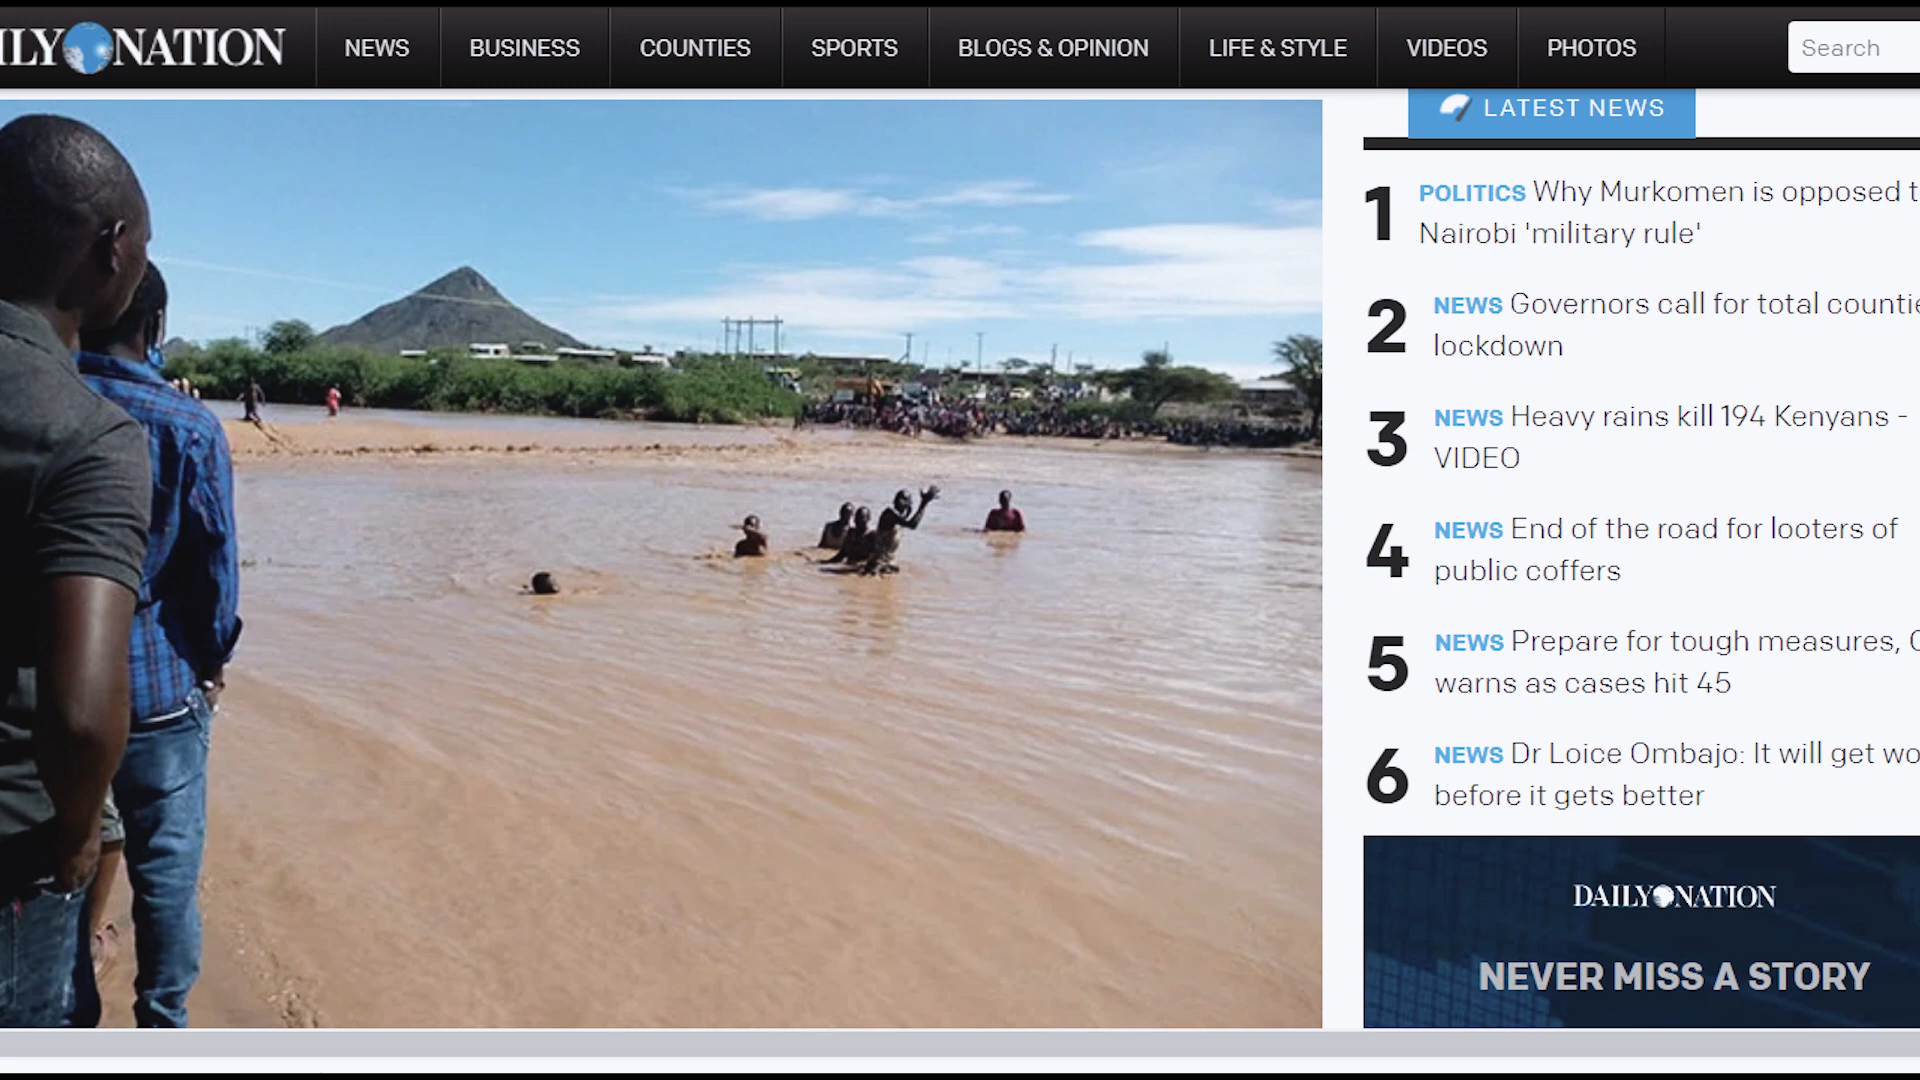 ILY NATION
NEWS
BUSINESS
COUNTIES
SPORTS
BLOGS & OPINION
LIFE & STYLE
VIDEOS
PHOTOS
Search
LATEST NEWS
1 POLITICS Why Murkomen is opposed t
Nairobi 'military rule'
2 NEWS Governors call for total countie
lockdown
3 NEWS Heavy rains kill 194 Kenyans -
VIDEO
4 NEWS End of the road for looters of
public coffers
5 NEWS Prepare for tough measures,
warns as cases hit 45
6 NEWS Dr Loice Ombajo: It will get wo
before it gets better
DAILY NATION
NEVER MISS A STORY